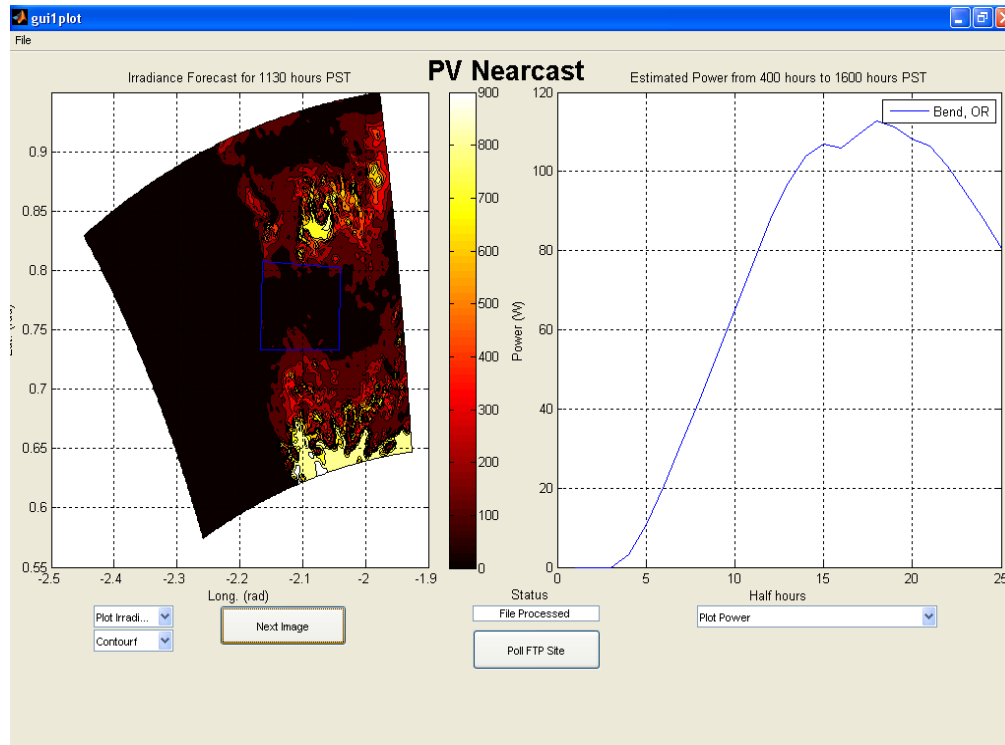 gui1plot
File
PV Nearcast
Irradiance Forecast for 1130 hours PST
Estimated Power from 400 hours to 1600 hours PST
0.9
0.85
0.8
0.75
0.7
0.65
0.6
0.55
-2.5
-2.4
-2.3
-2.2
-2.1
-2
-1.9
Long. (rad)
900
800
700
600
500
400
300
200
100
0
Power (W)
120
100
80
60
40
20
0
Bend, OR
0
5
10
15
20
25
Half hours
Plot Irradi...
Contourf
Next Image
Status
File Processed
Poll FTP Site
Plot Power